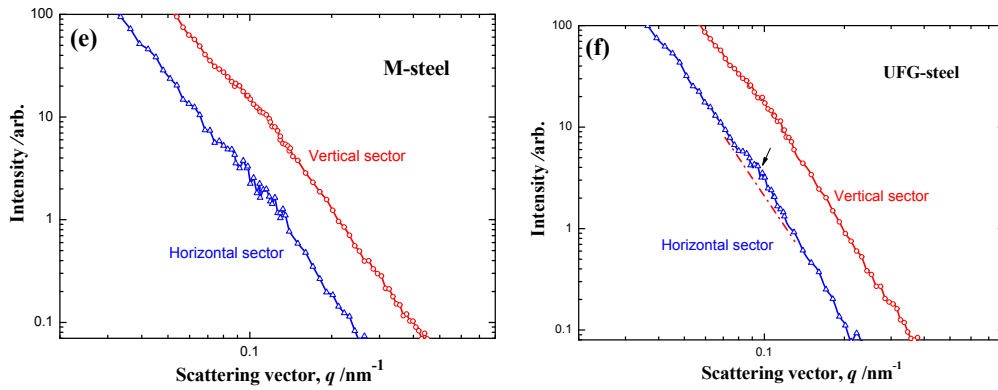 (e)
M-steel
Vertical sector
Horizontal sector
Intensity /arb.
100
10
1
0.1
0.1
Scattering vector, q /nm⁻¹
(f)
UFG-steel
Vertical sector
Horizontal sector
Intensity /arb.
100
10
1
0.1
0.1
Scattering vector, q /nm⁻¹